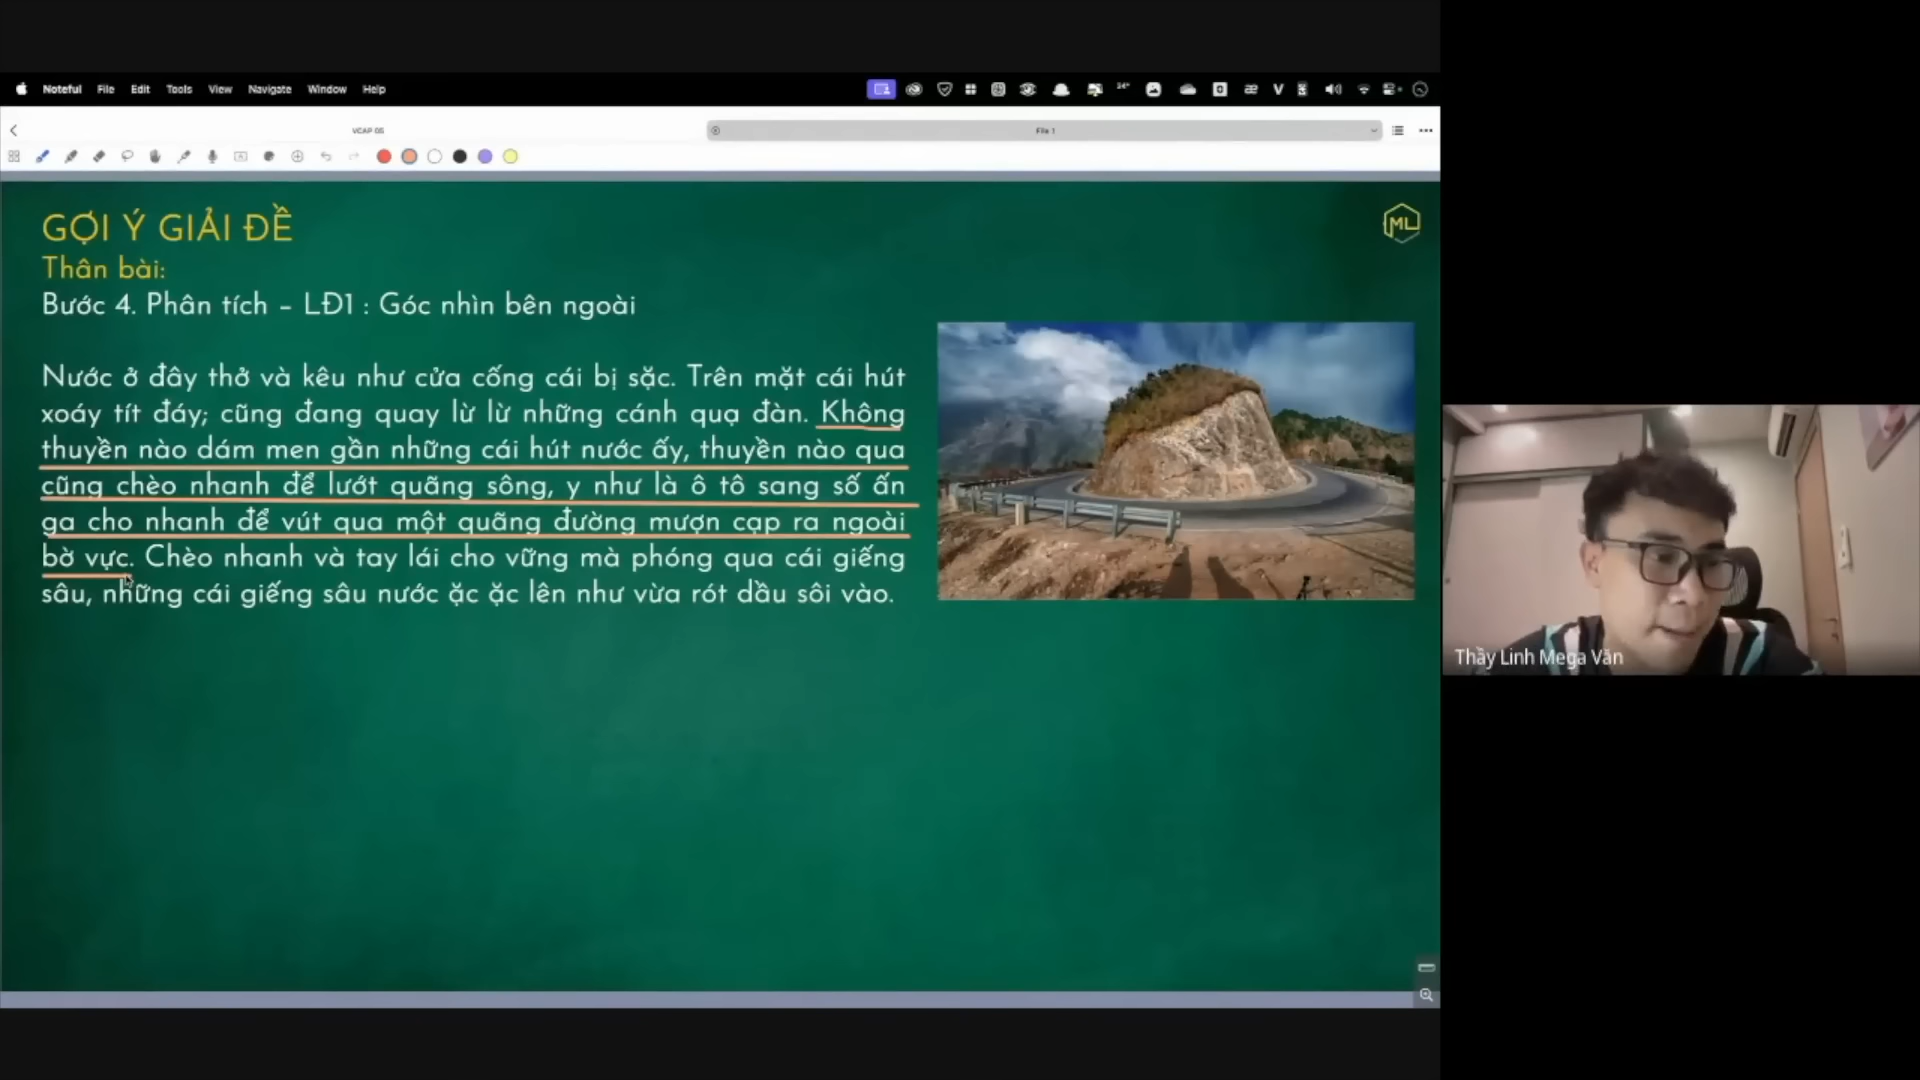 Noteful File Edit Tools View Navigate Window Help
24°
VCAP 05
File 1
GỢI Ý GIẢI ĐỀ
ML
Thân bài:
Bước 4. Phân tích – LĐ1 : Góc nhìn bên ngoài
Nước ở đây thở và kêu như cửa cống cái bị sặc. Trên mặt cái hút
xoáy tít đáy; cũng đang quay lừ lừ những cánh quạ đàn. Không
thuyền nào dám men gần những cái hút nước ấy, thuyền nào qua
cũng chèo nhanh để lướt quãng sông, y như là ô tô sang số ấn
ga cho nhanh để vút qua một quãng đường mượn cạp ra ngoài
bờ vực. Chèo nhanh và tay lái cho vững mà phóng qua cái giếng
sâu, những cái giếng sâu nước ặc ặc lên như vừa rót dầu sôi vào.
Thầy Linh Mega Văn